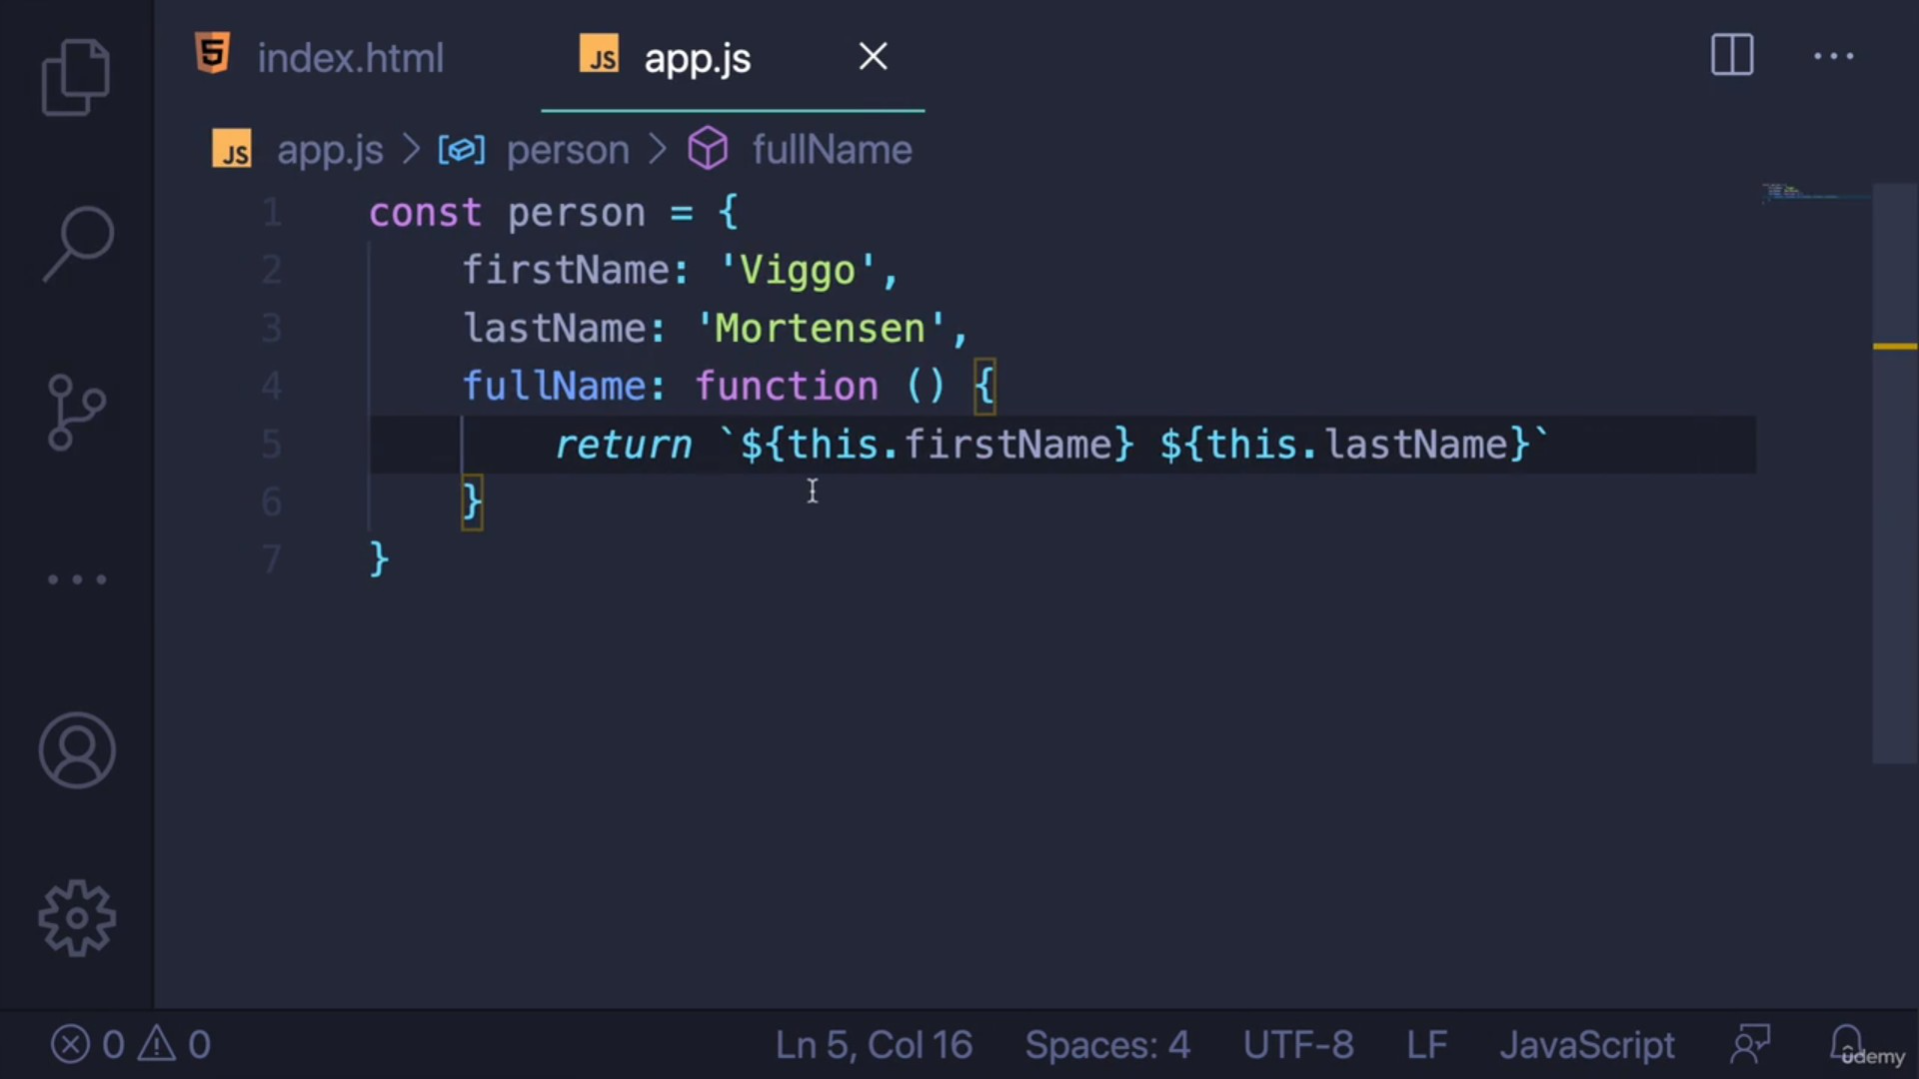 index.html app.js
JS app.js > person > fullName
1 const person = {
2 firstName: 'Viggo',
3 lastName: 'Mortensen',
4 fullName: function () {
5 return `${this.firstName} ${this.lastName}`
6 }
7 }
0 0 Ln 5, Col 16 Spaces: 4 UTF-8 LF JavaScript
ûdemy